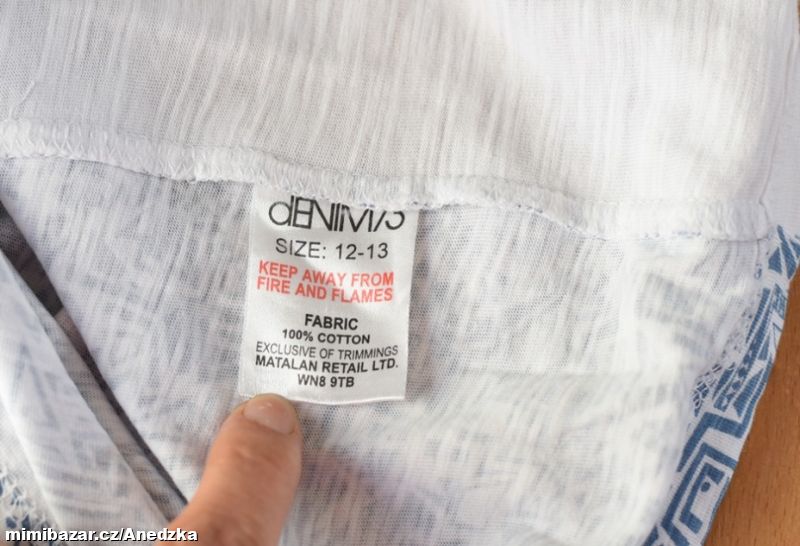 dENIM/S
SIZE: 12-13
KEEP AWAY FROM
FIRE AND FLAMES
FABRIC
100% COTTON
EXCLUSIVE OF TRIMMINGS
MATALAN RETAIL LTD.
WN8 9TB
mimibazar.cz/Anedzka